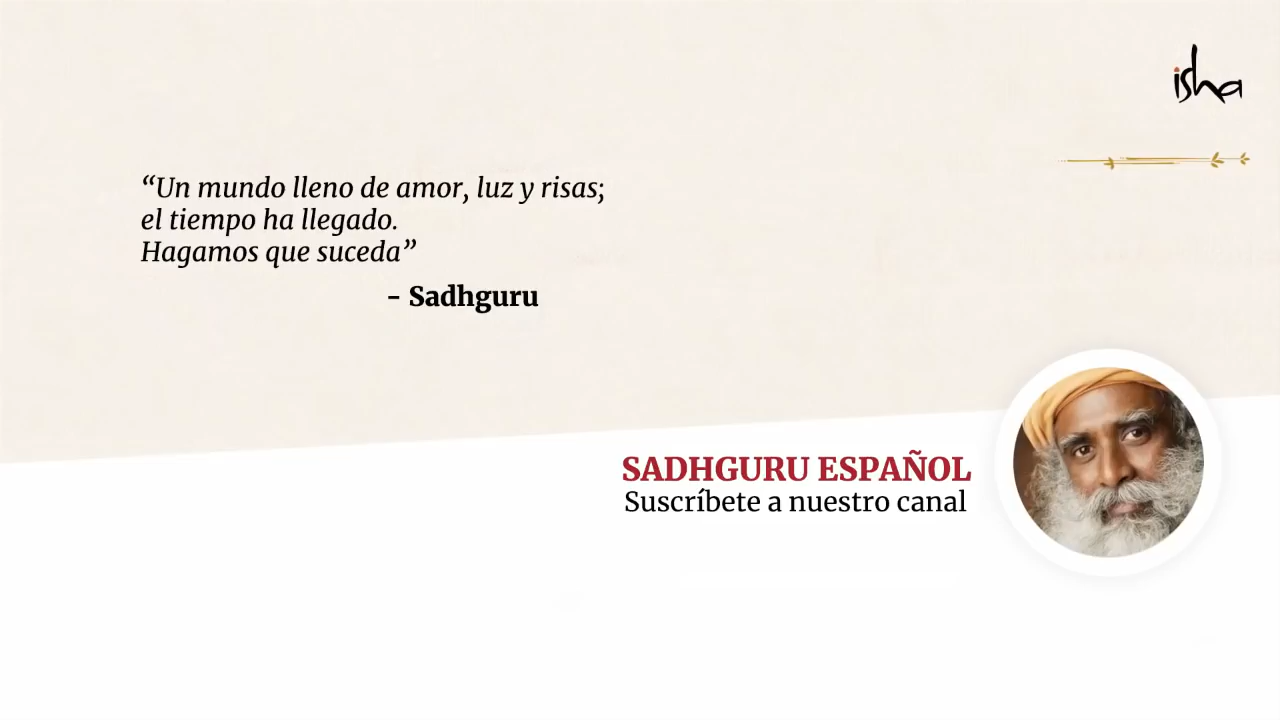 isha
“Un mundo lleno de amor, luz y risas;
el tiempo ha llegado.
Hagamos que suceda”
- Sadhguru
SADHGURU ESPAÑOL
Suscríbete a nuestro canal